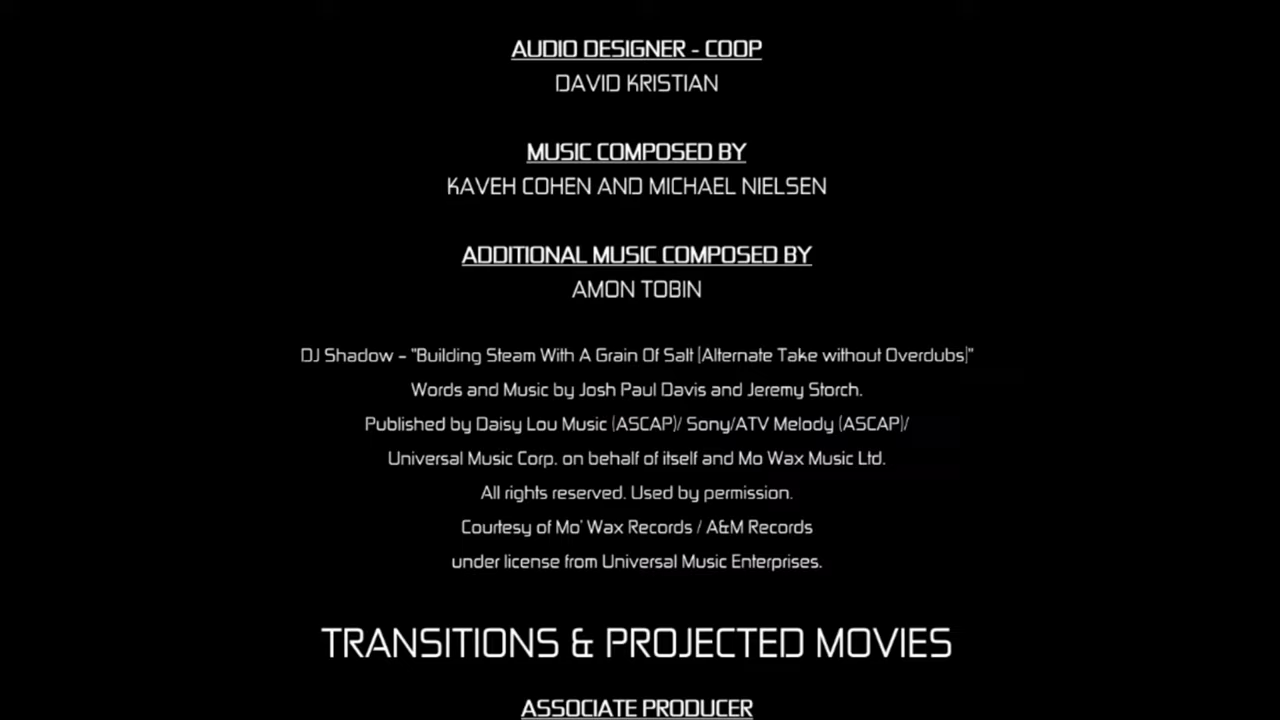 AUDIO DESIGNER - COOP
DAVID KRISTIAN
MUSIC COMPOSED BY
KAVEH COHEN AND MICHAEL NIELSEN
ADDITIONAL MUSIC COMPOSED BY
AMON TOBIN
DJ Shadow – "Building Steam With A Grain Of Salt (Alternate Take without Overdubs)"
Words and Music by Josh Paul Davis and Jeremy Storch.
Published by Daisy Lou Music (ASCAP)/ Sony/ATV Melody (ASCAP)/
Universal Music Corp. on behalf of itself and Mo Wax Music Ltd.
All rights reserved. Used by permission.
Courtesy of Mo' Wax Records / A&M Records
under license from Universal Music Enterprises.
TRANSITIONS & PROJECTED MOVIES
ASSOCIATE PRODUCER